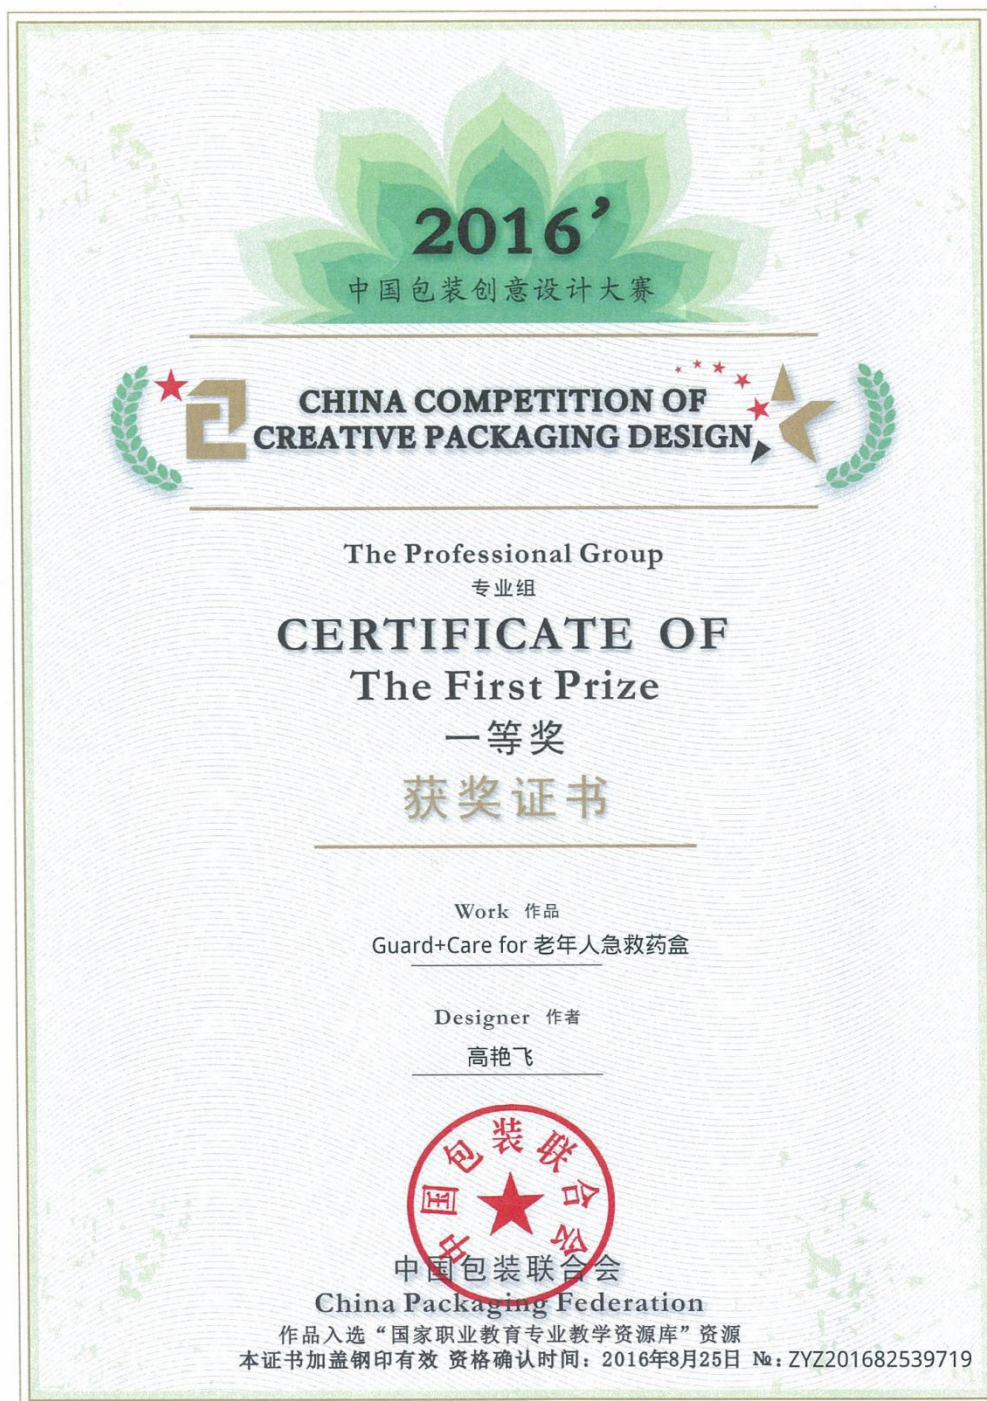 2016’
中国包装创意设计大赛
CHINA COMPETITION OF
CREATIVE PACKAGING DESIGN
The Professional Group
专业组
CERTIFICATE OF
The First Prize
一等奖
获奖证书
Work 作品
Guard+Care for 老年人急救药盒
Designer 作者
高艳飞
中国包装联合会
中国包装联合会
China Packaging Federation
作品入选“国家职业教育专业教学资源库”资源
本证书加盖钢印有效 资格确认时间：2016年8月25日 №：ZYZ201682539719